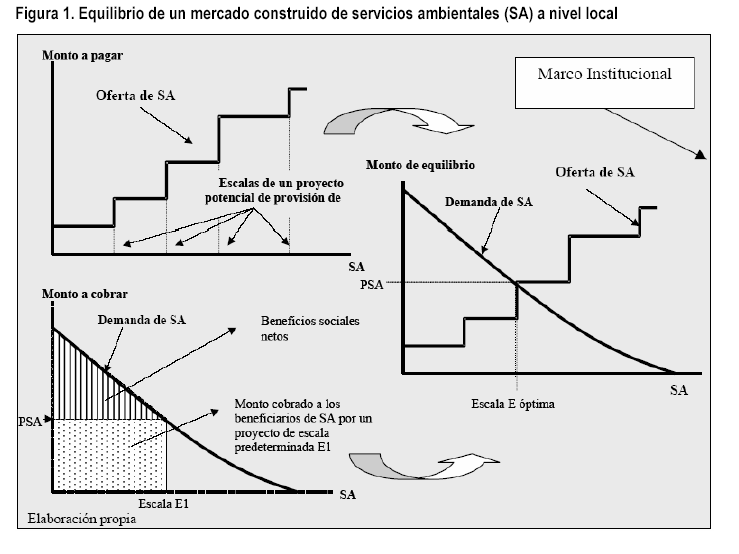 Figura 1. Equilibrio de un mercado construido de servicios ambientales (SA) a nivel local
Monto a pagar
Oferta de SA
Escalas de un proyecto
potencial de provisión de
SA
Marco Institucional
Monto de equilibrio
Oferta de SA
Demanda de SA
PSA
SA
Escala E óptima
Monto a cobrar
Demanda de SA
Beneficios sociales
netos
Monto cobrado a los
beneficiarios de SA por un
proyecto de escala
predeterminada E1
PSA
SA
Escala E1
Elaboración propia